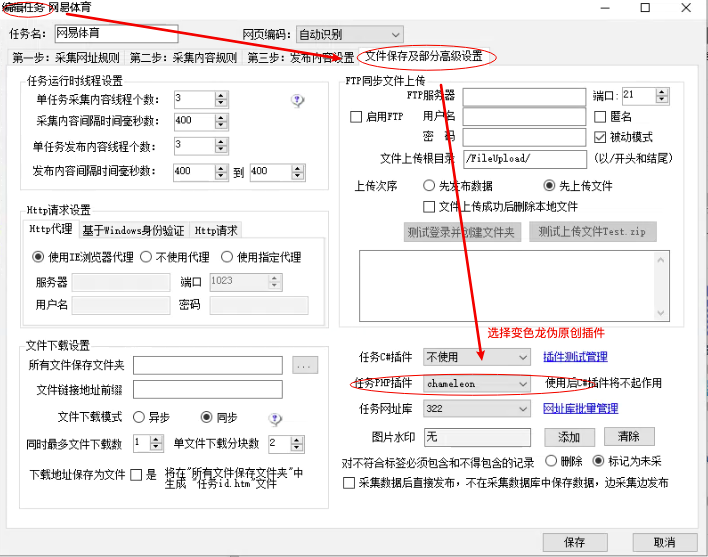 编辑任务 网易体育
任务名: 网易体育 网页编码: 自动识别
第一步: 采集网址规则 第二步: 采集内容规则 第三步: 发布内容设置 文件保存及部分高级设置
任务运行时线程设置
单任务采集内容线程个数: 3
采集内容间隔时间毫秒数: 400
单任务发布内容线程个数: 3
发布内容间隔时间毫秒数: 400 到 400
Http请求设置
Http代理 基于Windows身份验证 Http请求
使用IE浏览器代理 不使用代理 使用指定代理
服务器 端口 1023
用户名 密码
文件下载设置
所有文件保存文件夹 ...
文件链接地址前缀
文件下载模式 异步 同步
同时最多文件下载数 1 单文件下载分块数 2
下载地址保存为文件 是 将在"所有文件保存文件夹"中
生成 "任务id.htm"文件
FTP同步文件上传
FTP服务器 端口: 21
启用FTP 用户名 匿名
密 码 被动模式
文件上传根目录 /FileUpload/ (以/开头和结尾)
上传次序 先发布数据 先上传文件
文件上传成功后删除本地文件
测试登录并创建文件夹 测试上传文件Test.zip
选择变色龙伪原创插件
任务C#插件 不使用 插件测试管理
任务PHP插件 chameleon 使用后C#插件将不起作用
任务网址库 322 网址库批量管理
图片水印 无 添加 清除
对不符合标签必须包含和不得包含的记录 删除 标记为未采
采集数据后直接发布, 不在采集数据库中保存数据, 边采集边发布
保存 取消